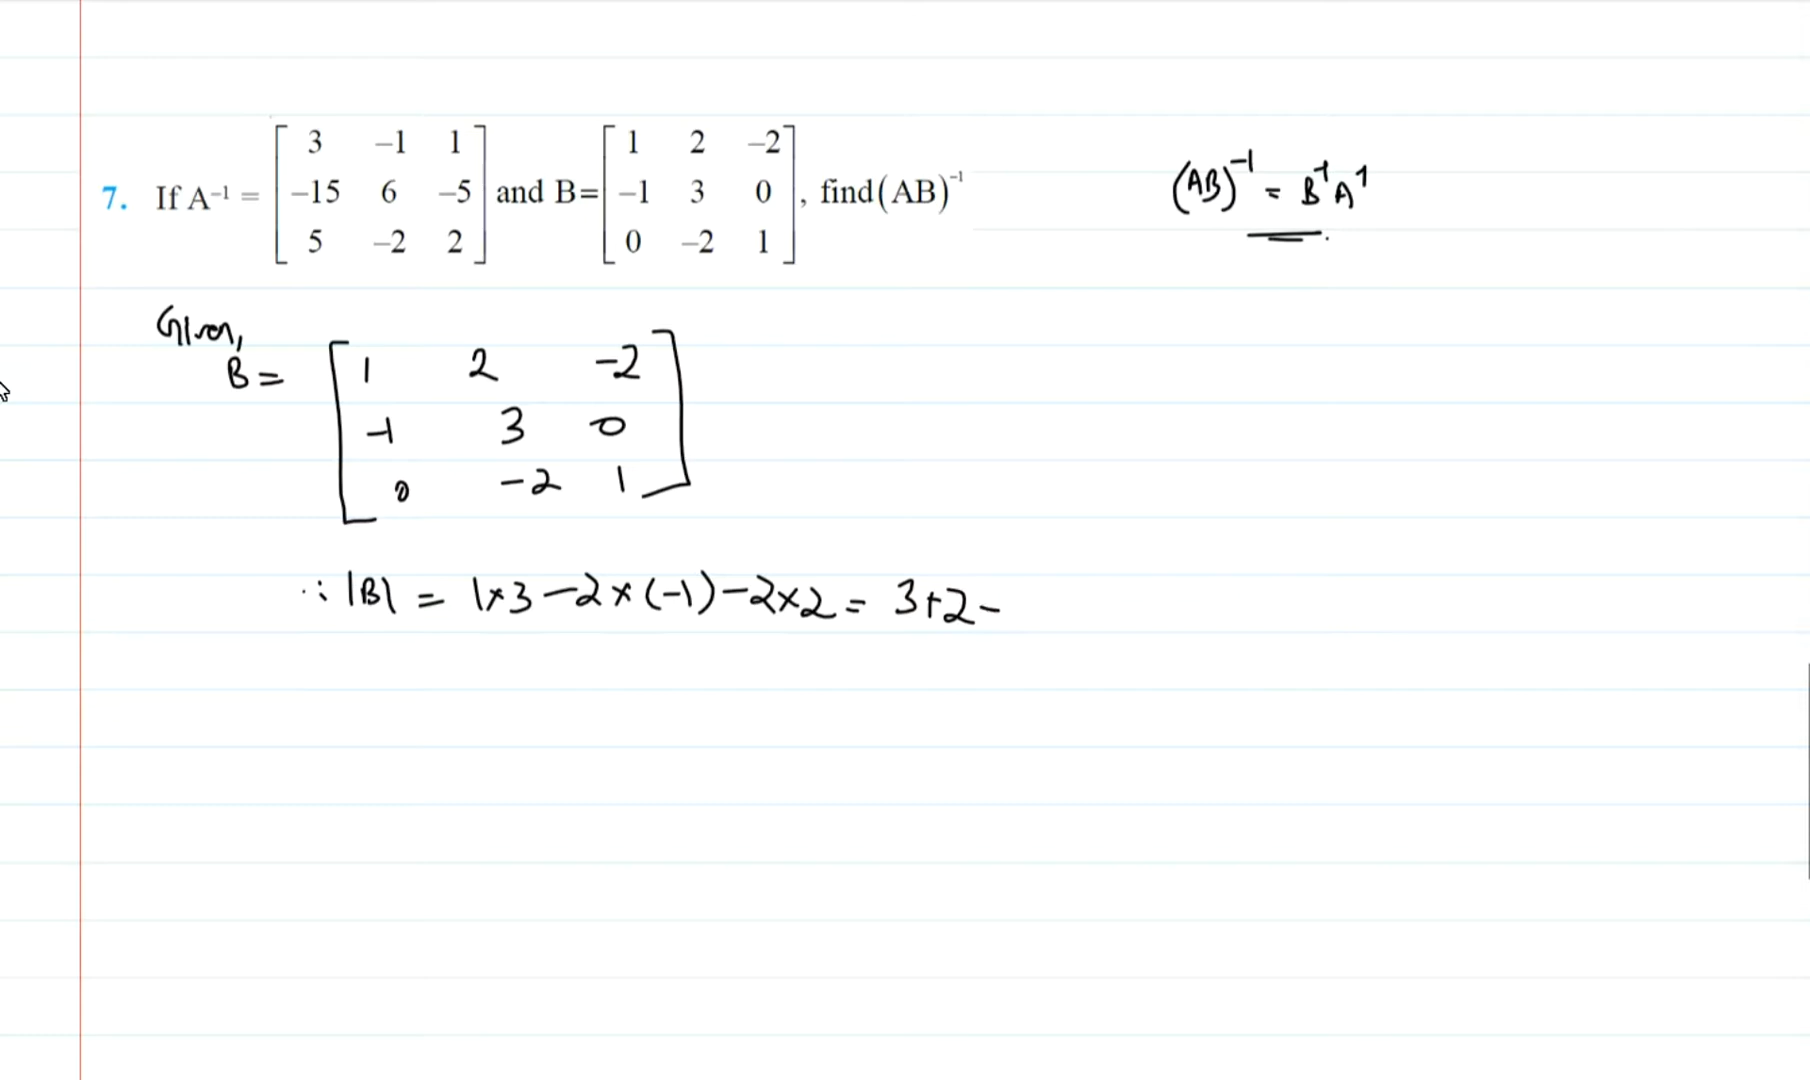 7. If A⁻¹ = [ 3 –1 1 ; –15 6 –5 ; 5 –2 2 ] and B= [ 1 2 –2 ; –1 3 0 ; 0 –2 1 ] , find (AB)⁻¹
(AB)⁻¹ = B⁻¹A⁻¹
Given,
B = [ 1 2 -2
-1 3 0
0 -2 1 ]
∴ |B| = 1×3-2×(-1)-2×2 = 3+2-